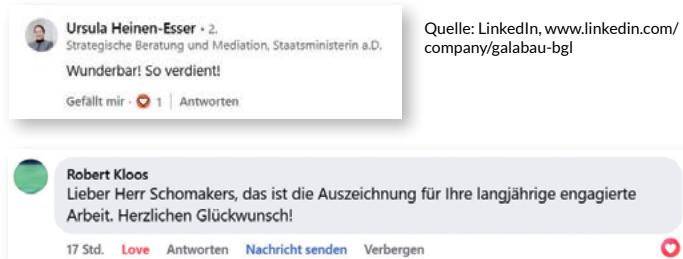 Ursula Heinen-Esser • 2.
Strategische Beratung und Mediation, Staatsministerin a.D.
Wunderbar! So verdient!
Gefällt mir · 1 | Antworten
Quelle: LinkedIn, www.linkedin.com/
company/galabau-bgl
Robert Kloos
Lieber Herr Schomakers, das ist die Auszeichnung für Ihre langjährige engagierte
Arbeit. Herzlichen Glückwunsch!
17 Std. Love Antworten Nachricht senden Verbergen